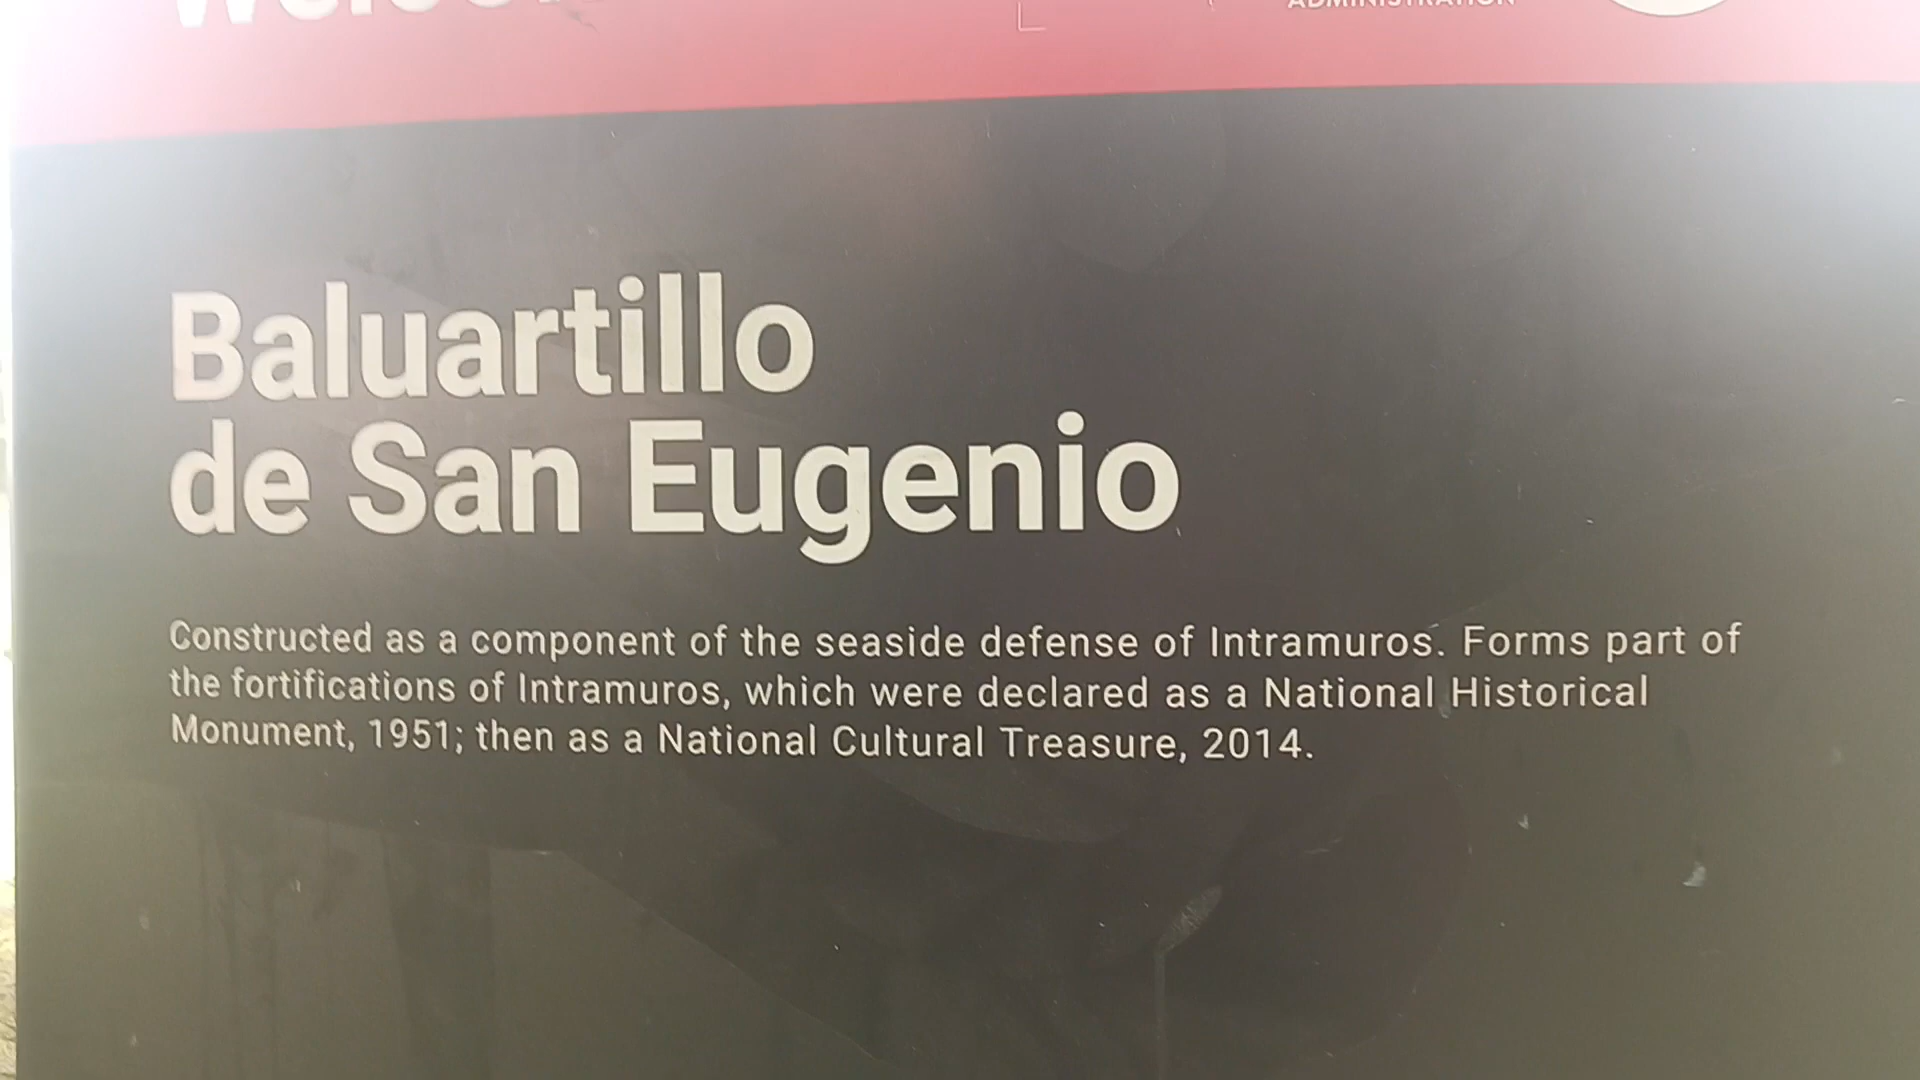 ADMINISTRATION
Baluartillo
de San Eugenio
Constructed as a component of the seaside defense of Intramuros. Forms part of
the fortifications of Intramuros, which were declared as a National Historical
Monument, 1951; then as a National Cultural Treasure, 2014.